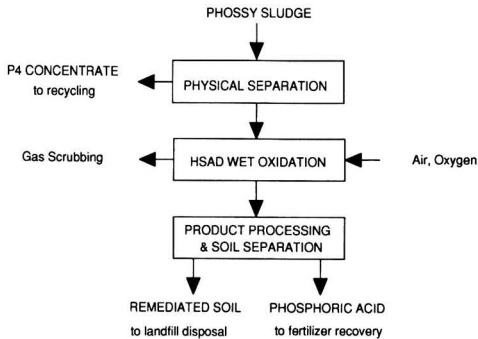 PHOSSY SLUDGE
P4 CONCENTRATE
to recycling
PHYSICAL SEPARATION
Gas Scrubbing
HSAD WET OXIDATION
Air, Oxygen
PRODUCT PROCESSING
& SOIL SEPARATION
REMEDIATED SOIL
to landfill disposal
PHOSPHORIC ACID
to fertilizer recovery